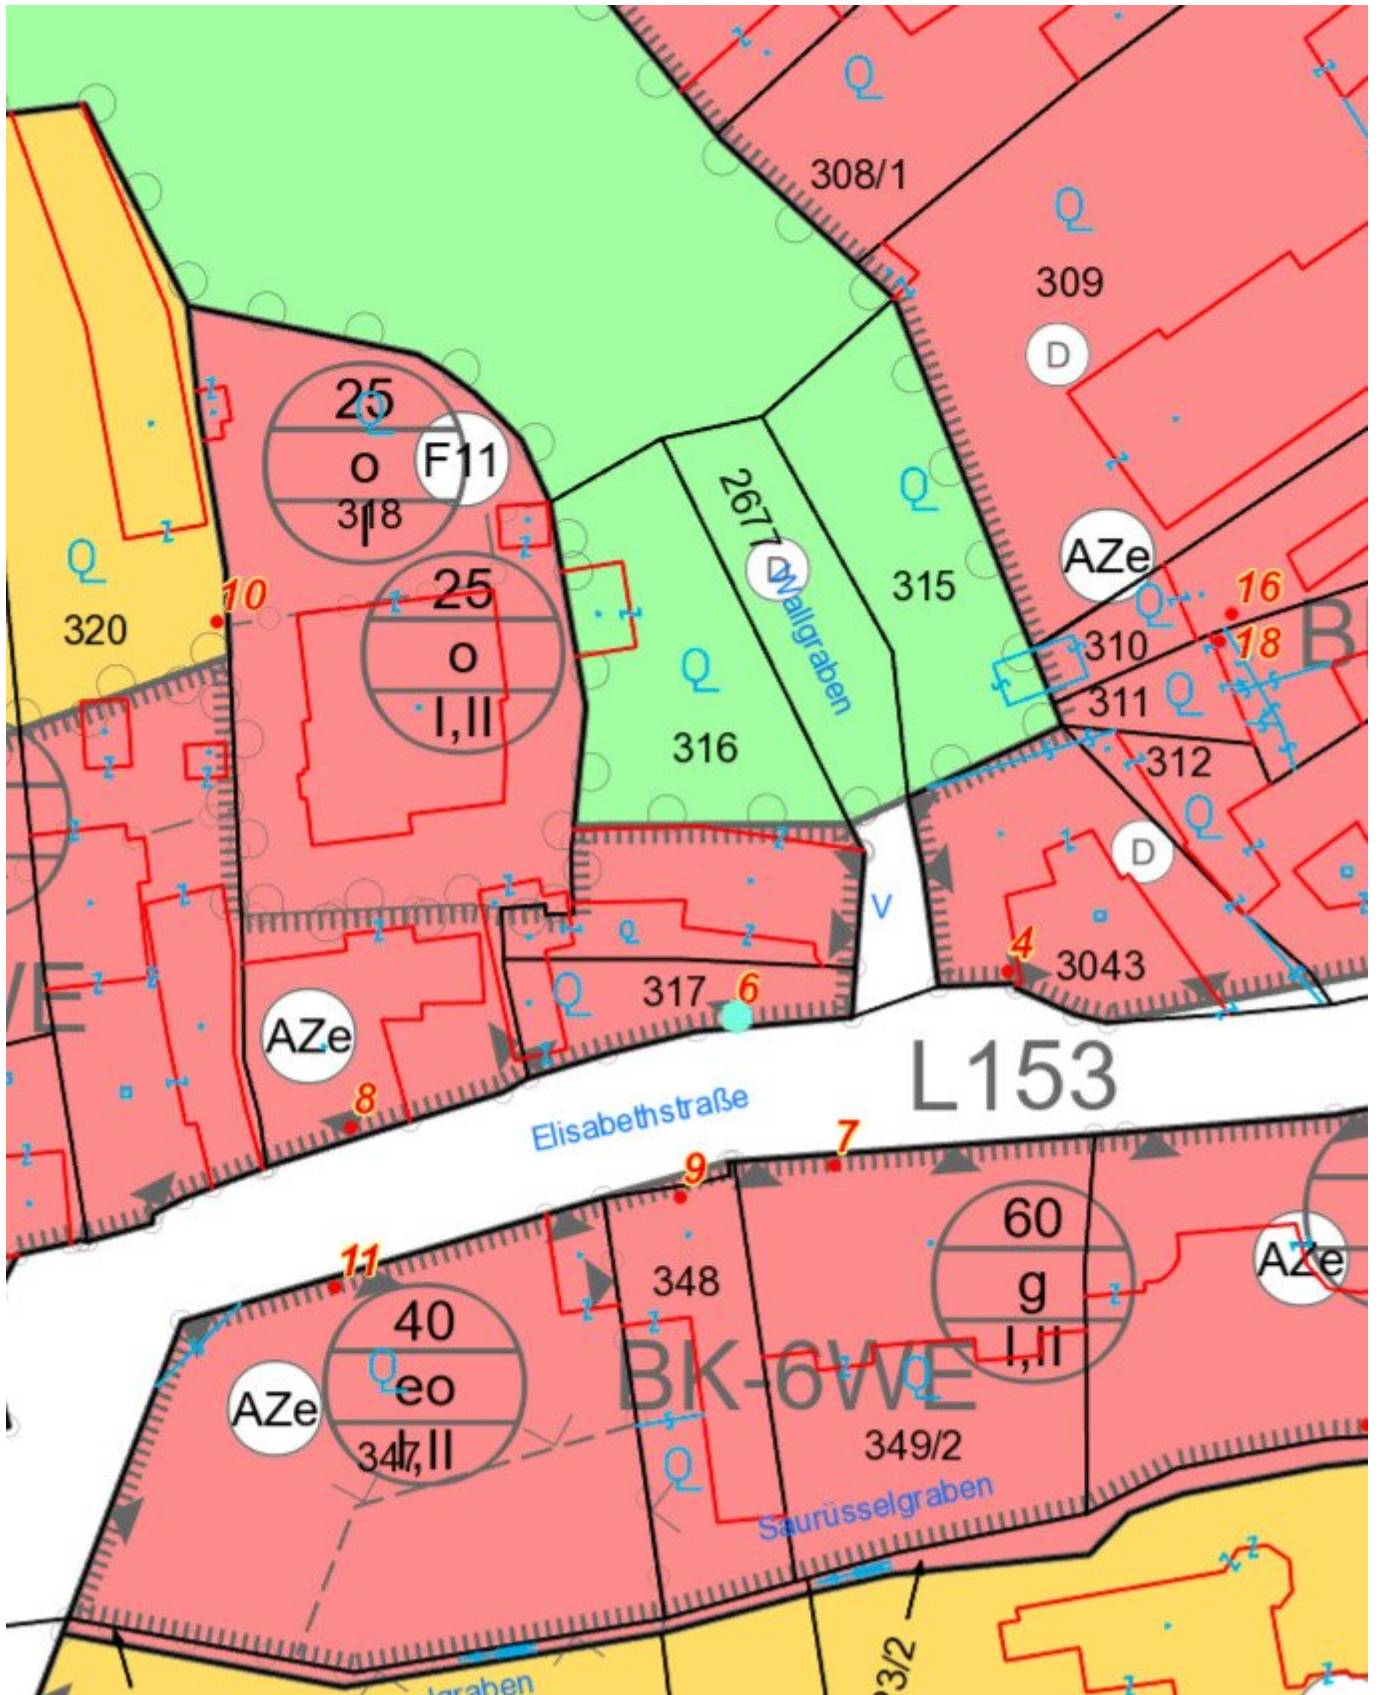 308/1
309
D
25
o
I
F11
318
2677
D
Wallgraben
315
AZe
16
18
310
311
312
320
10
25
o
I,II
316
D
V
4
3043
317
6
AZe
8
L153
Elisabethstraße
7
9
11
60
g
I,II
AZe
348
40
eo
I,II
AZe
347
BK-6WE
349/2
Saurüsselgraben